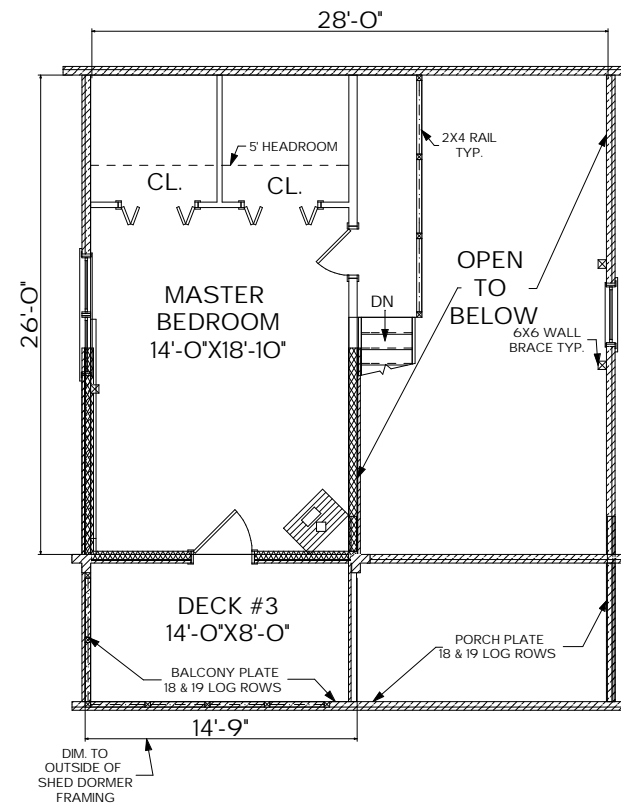 28'-0"
5' HEADROOM
2X4 RAIL
TYP.
CL.
CL.
OPEN
TO
BELOW
26'-0"
MASTER
BEDROOM
14'-0"X18'-10"
DN
6X6 WALL
BRACE TYP.
DECK #3
14'-0"X8'-0"
BALCONY PLATE
18 & 19 LOG ROWS
PORCH PLATE
18 & 19 LOG ROWS
14'-9"
DIM. TO
OUTSIDE OF
SHED DORMER
FRAMING